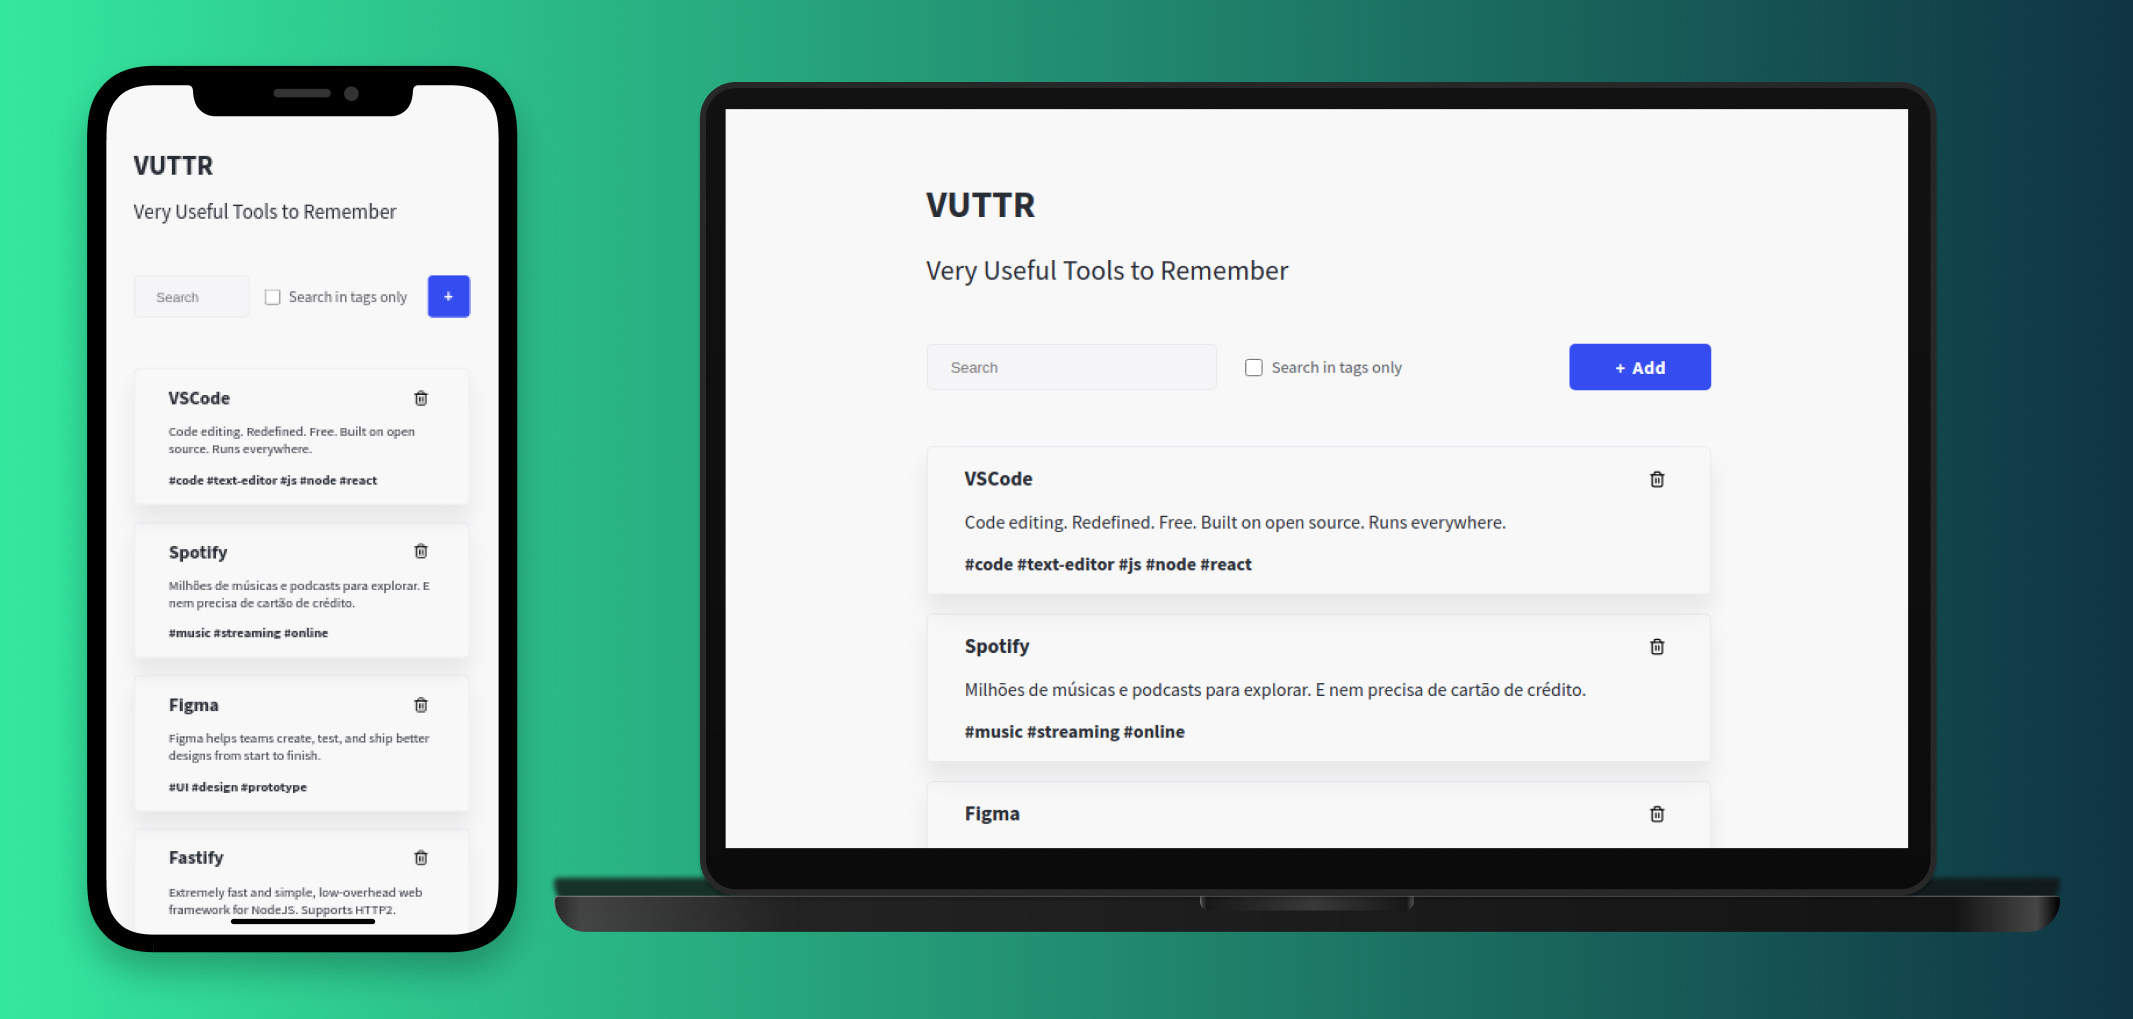 VUTTR
Very Useful Tools to Remember
Search
Search in tags only
+
VSCode
Code editing. Redefined. Free. Built on open
source. Runs everywhere.
#code #text-editor #js #node #react
Spotify
Milhões de músicas e podcasts para explorar. E
nem precisa de cartão de crédito.
#music #streaming #online
Figma
Figma helps teams create, test, and ship better
designs from start to finish.
#UI #design #prototype
Fastify
Extremely fast and simple, low-overhead web
framework for NodeJS. Supports HTTP2.
VUTTR
Very Useful Tools to Remember
Search
Search in tags only
+ Add
VSCode
Code editing. Redefined. Free. Built on open source. Runs everywhere.
#code #text-editor #js #node #react
Spotify
Milhões de músicas e podcasts para explorar. E nem precisa de cartão de crédito.
#music #streaming #online
Figma